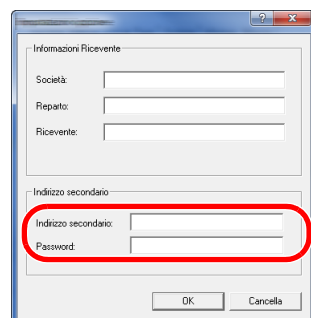 Informazioni Ricevente
Società:
Reparto:
Ricevente:
Indirizzo secondario
Indirizzo secondario:
Password:
OK Cancella